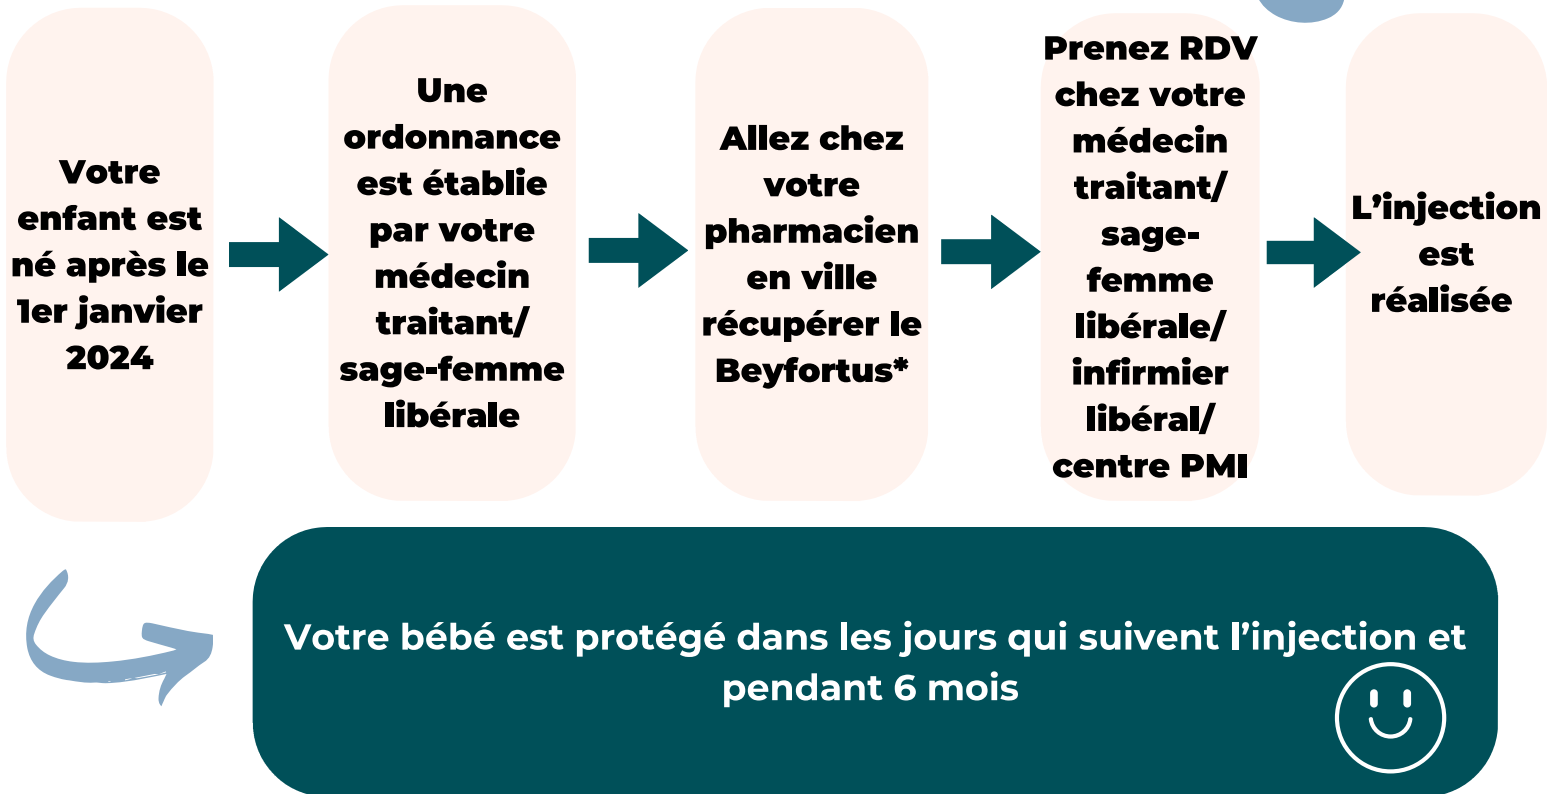 Votre
enfant est
né après le
1er janvier
2024
Une
ordonnance
est établie
par votre
médecin
traitant/
sage-femme
libérale
Allez chez
votre
pharmacien
en ville
récupérer le
Beyfortus*
Prenez RDV
chez votre
médecin
traitant/
sage-
femme
libérale/
infirmier
libéral/
centre PMI
L’injection
est
réalisée
Votre bébé est protégé dans les jours qui suivent l’injection et
pendant 6 mois